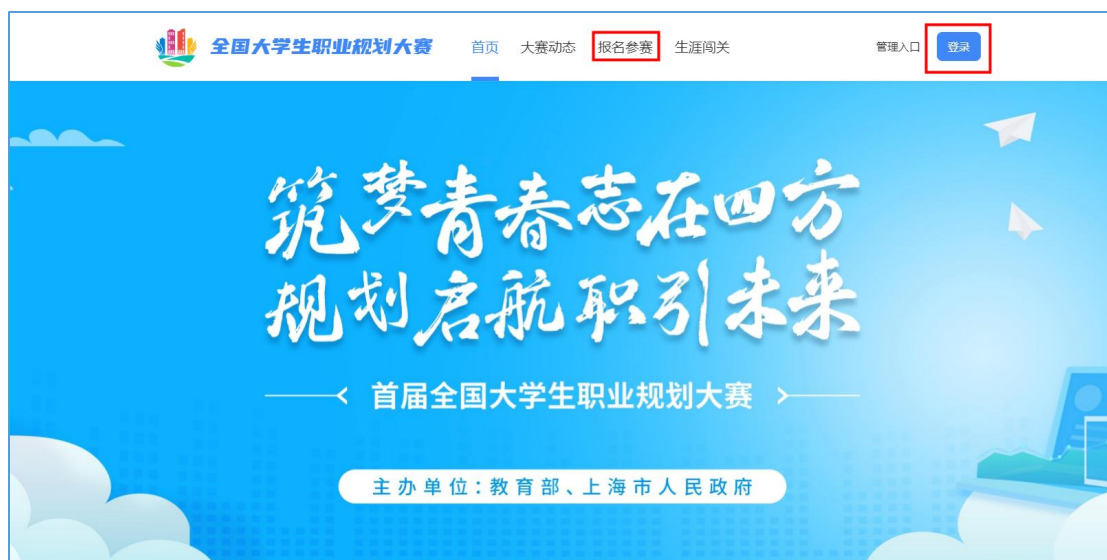 全国大学生职业规划大赛 首页 大赛动态 报名参赛 生涯闯关 管理入口 登录
筑梦青春志在四方
规划启航职引未来
首届全国大学生职业规划大赛
主办单位:教育部、上海市人民政府